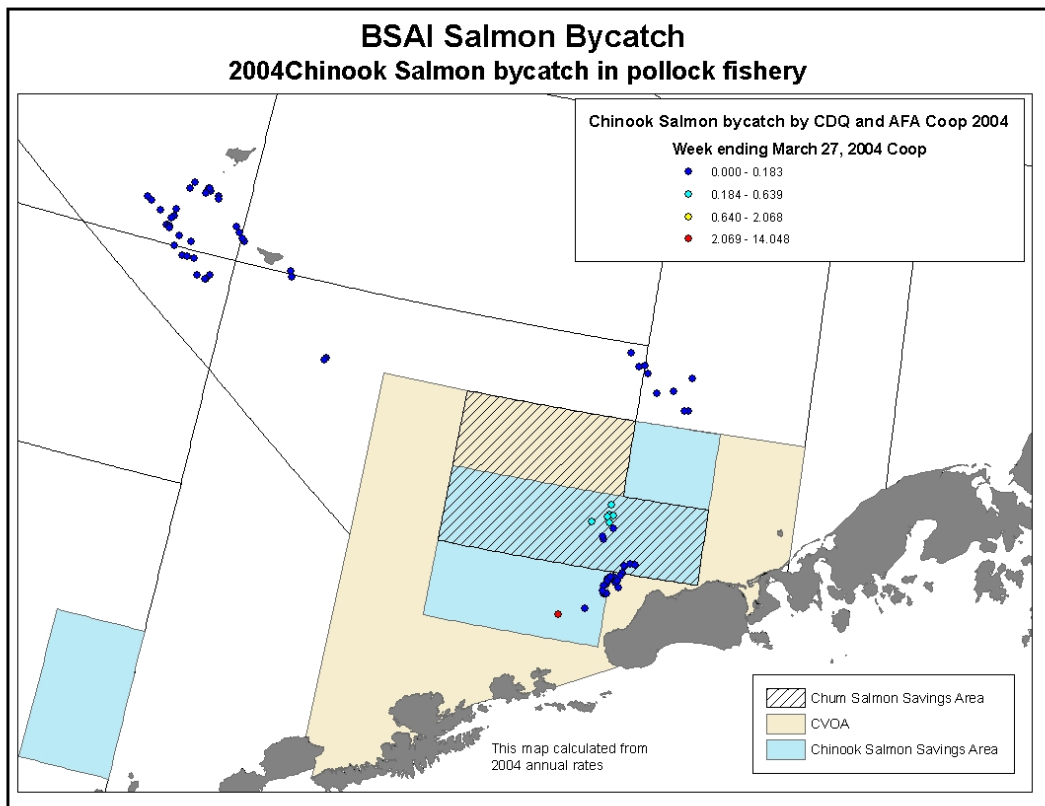 BSAI Salmon Bycatch
2004Chinook Salmon bycatch in pollock fishery
Chinook Salmon bycatch by CDQ and AFA Coop 2004
Week ending March 27, 2004 Coop
0.000 - 0.183
0.184 - 0.639
0.640 - 2.068
2.069 - 14.048
Chum Salmon Savings Area
CVOA
Chinook Salmon Savings Area
This map calculated from
2004 annual rates